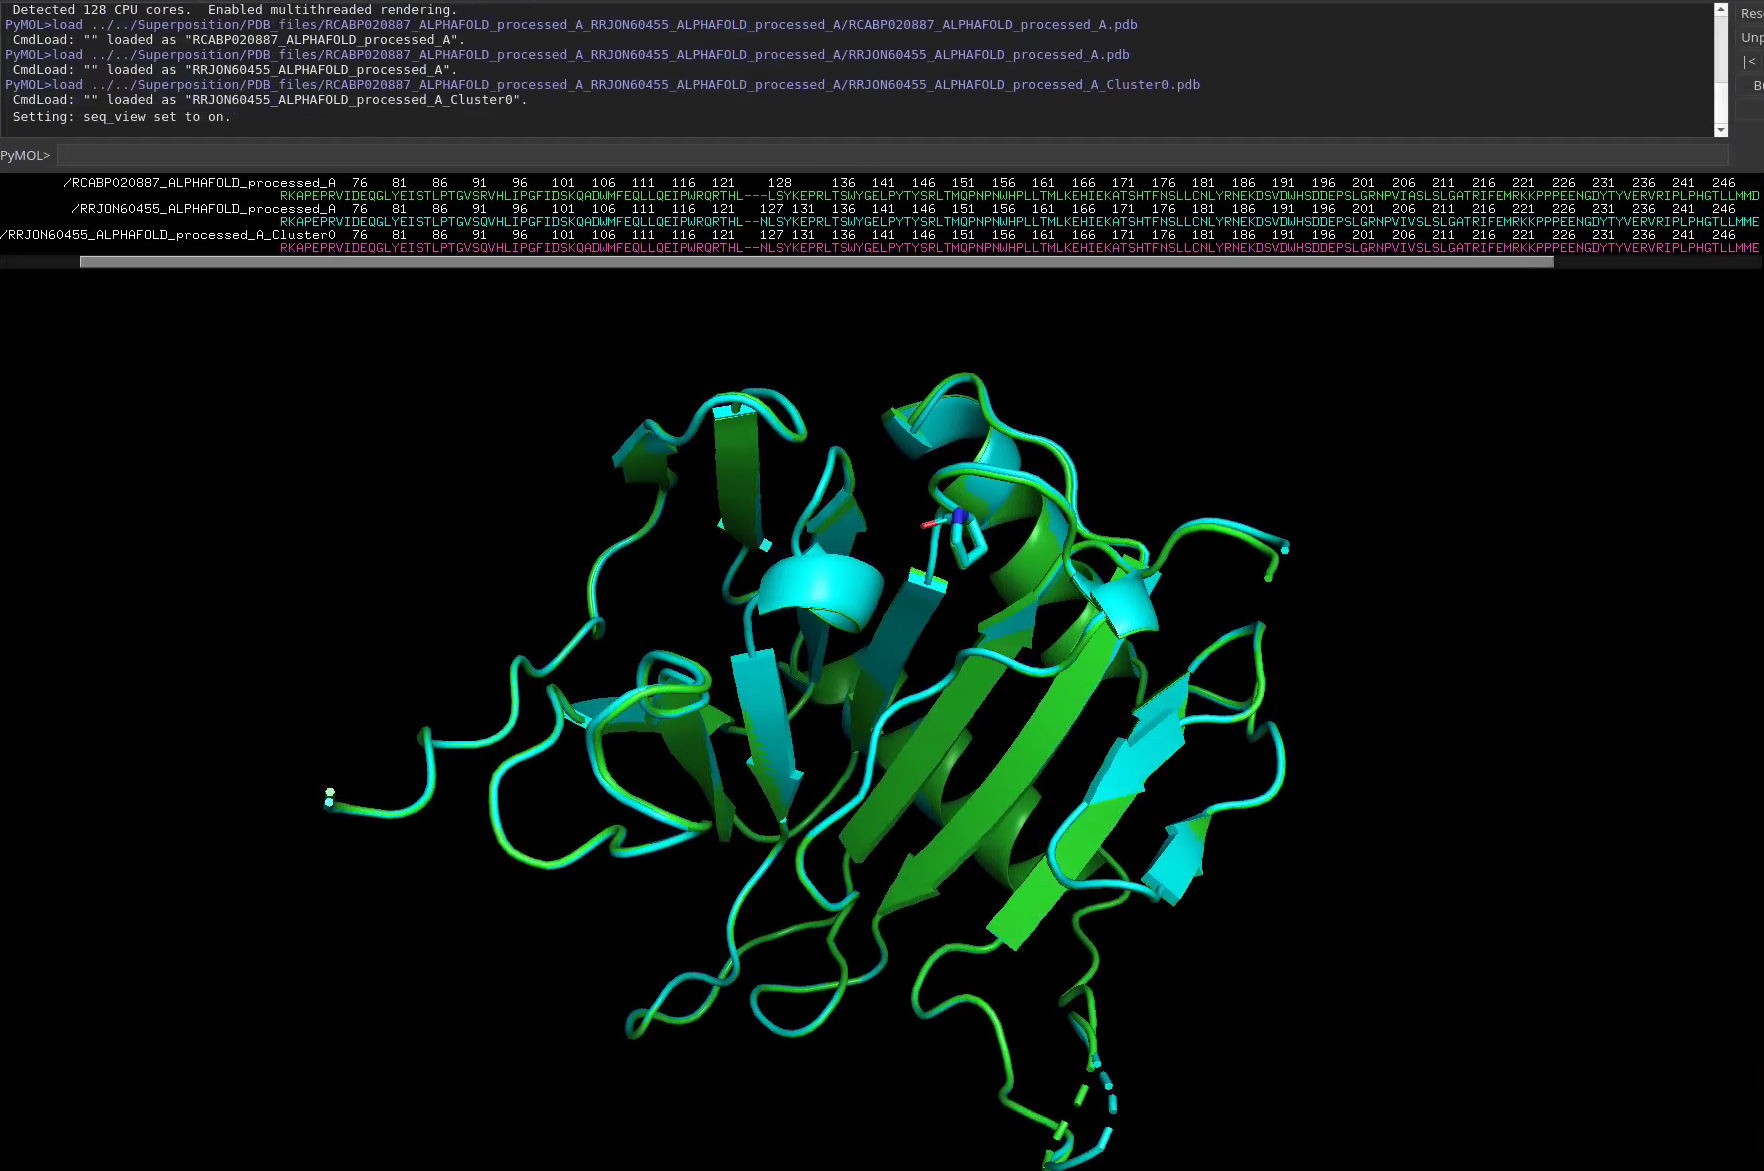 Detected 128 CPU cores.  Enabled multithreaded rendering.
PyMOL>load ../../Superposition/PDB_files/RCABP020887_ALPHAFOLD_processed_A_RRJON60455_ALPHAFOLD_processed_A/RCABP020887_ALPHAFOLD_processed_A.pdb
CmdLoad: "" loaded as "RCABP020887_ALPHAFOLD_processed_A".
PyMOL>load ../../Superposition/PDB_files/RCABP020887_ALPHAFOLD_processed_A_RRJON60455_ALPHAFOLD_processed_A/RRJON60455_ALPHAFOLD_processed_A.pdb
CmdLoad: "" loaded as "RRJON60455_ALPHAFOLD_processed_A".
PyMOL>load ../../Superposition/PDB_files/RCABP020887_ALPHAFOLD_processed_A_RRJON60455_ALPHAFOLD_processed_A/RRJON60455_ALPHAFOLD_processed_A_Cluster0.pdb
CmdLoad: "" loaded as "RRJON60455_ALPHAFOLD_processed_A_Cluster0".
Setting: seq_view set to on.
Res
Unp
|<
Bu
PyMOL>
/RCABP020887_ALPHAFOLD_processed_A 76 81 86 91 96 101 106 111 116 121 128 136 141 146 151 156 161 166 171 176 181 186 191 196 201 206 211 216 221 226 231 236 241 246
RKAPEPRVIDEQGLYEISTLPTGVSRVHLIPGFIDSKQADWMFEQLLQEIPWRQRTHL---LSYKEPRLTSWYGELPYTYSRLTMQPNPNWHPLLTMLKEHIEKATSHTFNSLLCNLYRNEKDSVDWHSDDEPSLGRNPVIASLSLGATRIFEMRKKPPPEENGDYTYVERVRIPLPHGTLLMMD
/RRJON60455_ALPHAFOLD_processed_A 76 81 86 91 96 101 106 111 116 121 127 131 136 141 146 151 156 161 166 171 176 181 186 191 196 201 206 211 216 221 226 231 236 241 246
RKAPEPRVIDEQGLYEISTLPTGVSQVHLIPGFIDSKQADWMFEQLLQEIPWRQRTHL--NLSYKEPRLTSWYGELPYTYSRLTMQPNPNWHPLLTMLKEHIEKATSHTFNSLLCNLYRNEKDSVDWHSDDEPSLGRNPVIVSLSLGATRIFEMRKKPPPEENGDYTYVERVRIPLPHGTLLMME
/RRJON60455_ALPHAFOLD_processed_A_Cluster0 76 81 86 91 96 101 106 111 116 121 127 131 136 141 146 151 156 161 166 171 176 181 186 191 196 201 206 211 216 221 226 231 236 241 246
RKAPEPRVIDEQGLYEISTLPTGVSQVHLIPGFIDSKQADWMFEQLLQEIPWRQRTHL--NLSYKEPRLTSWYGELPYTYSRLTMQPNPNWHPLLTMLKEHIEKATSHTFNSLLCNLYRNEKDSVDWHSDDEPSLGRNPVIVSLSLGATRIFEMRKKPPPEENGDYTYVERVRIPLPHGTLLMME